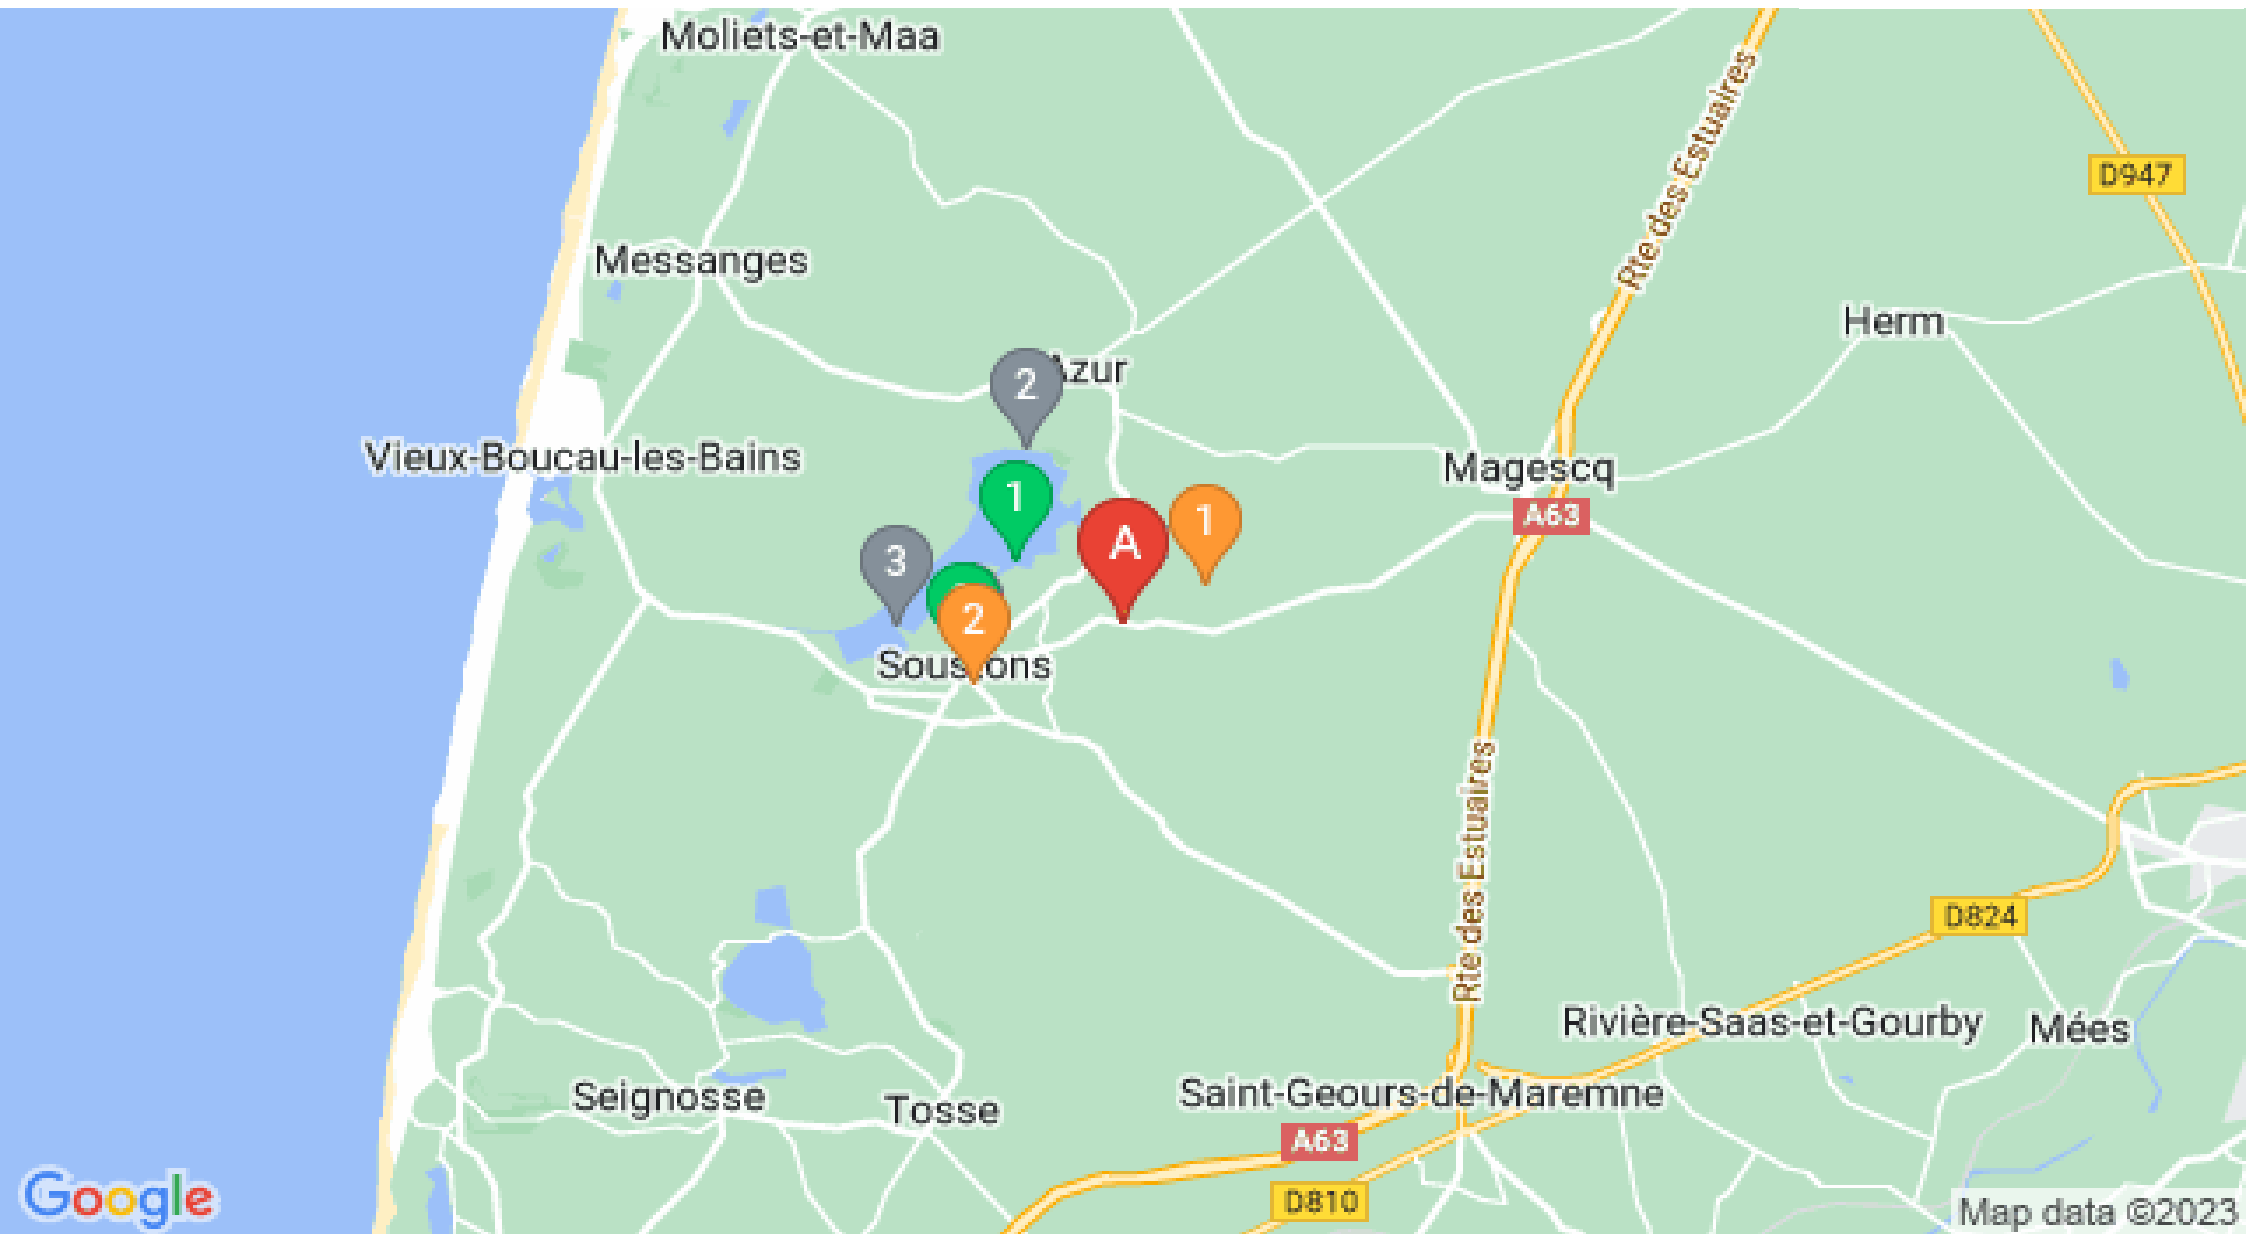 Moliets-et-Maa
Rte des Estuaires
D947
Messanges
Herm
2
Azur
Vieux-Boucau-les-Bains
Magescq
1
1
A
A63
3
2
Soustons
Rte des Estuaires
D824
Rivière-Saas-et-Gourby
Mées
Seignosse
Tosse
Saint-Geours-de-Maremne
A63
D810
Google
Map data ©2023